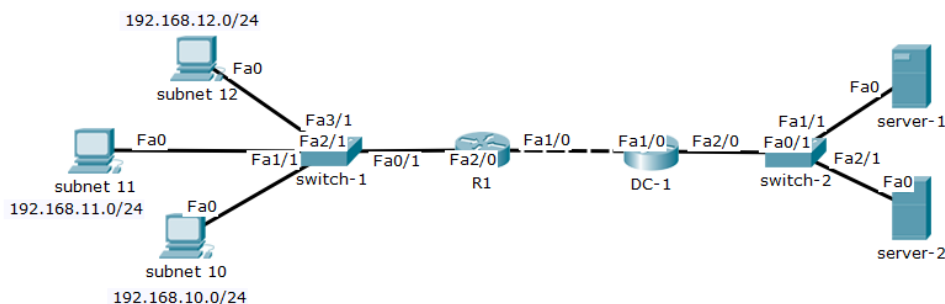 192.168.12.0/24
Fa0
subnet 12
Fa3/1
Fa0
Fa2/1
Fa1/1
subnet 11
192.168.11.0/24
switch-1
Fa0/1
Fa2/0
R1
Fa1/0
Fa1/0
DC-1
Fa2/0
Fa0/1
switch-2
Fa1/1
Fa0
server-1
Fa2/1
Fa0
server-2
Fa0
subnet 10
192.168.10.0/24